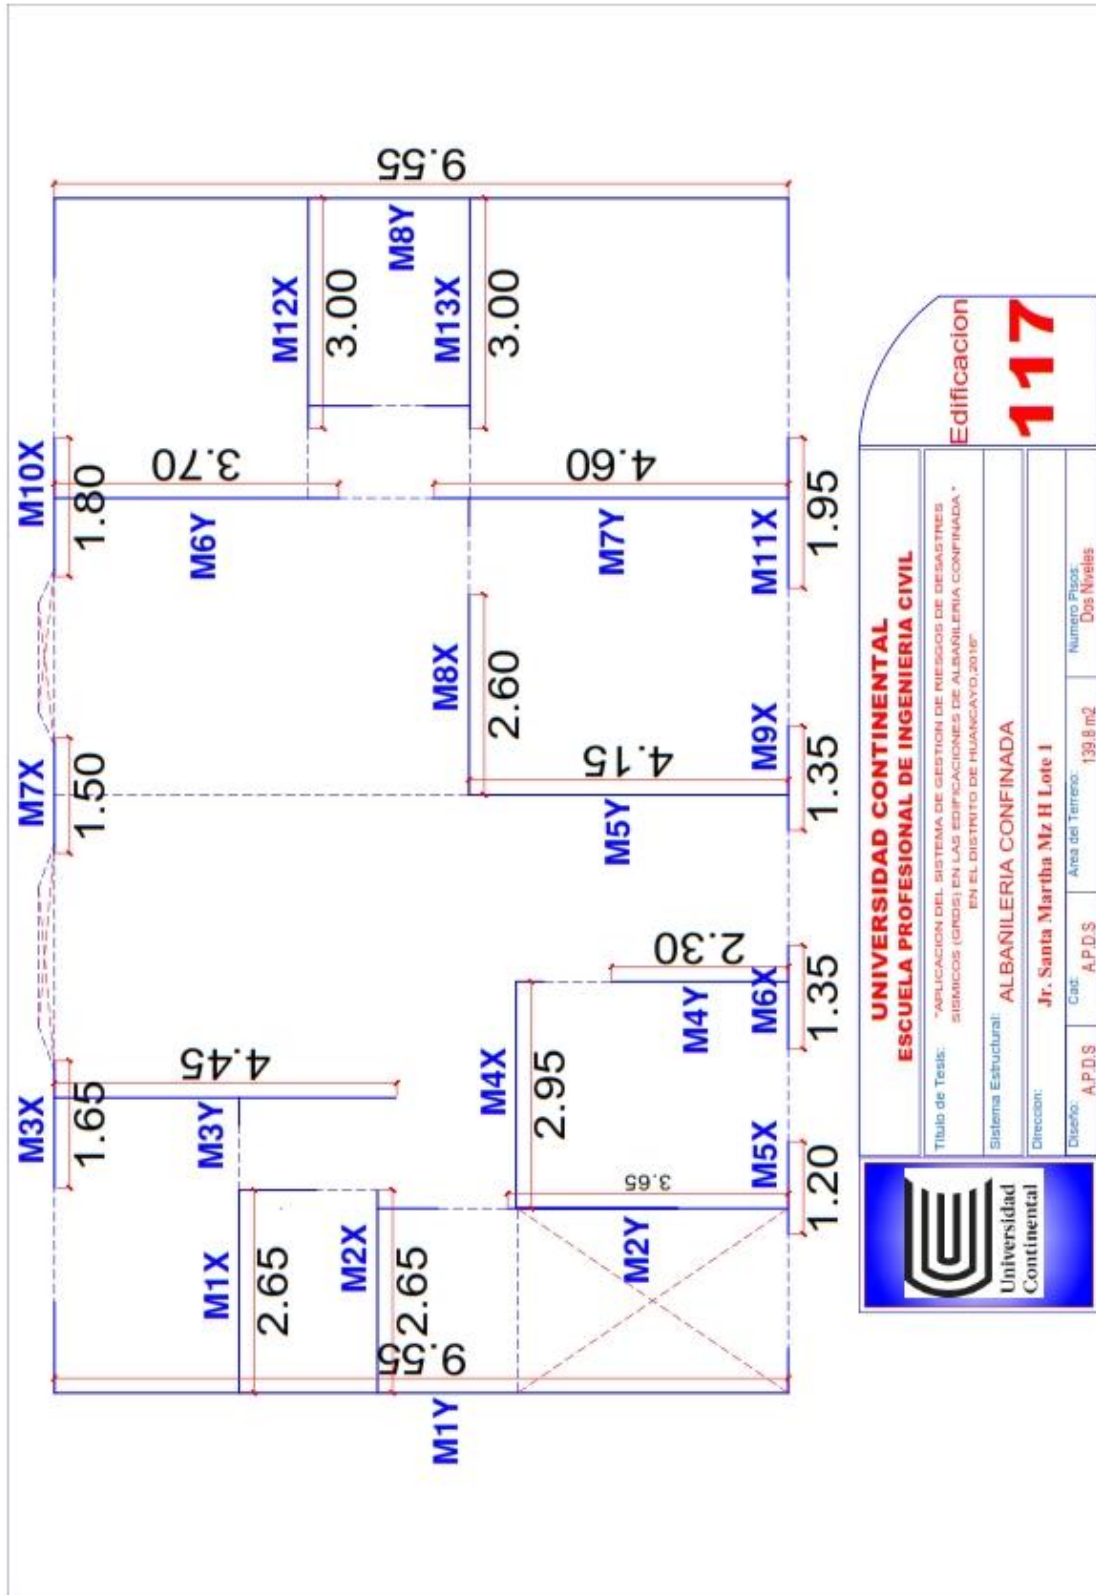 M3X
1.65
M7X
1.50
M10X
1.80
M1X
2.65
M3Y
4.45
M6Y
3.70
M12X
3.00
9.55
M8Y
M2X
2.65
M1Y
9.55
M4X
2.95
M8X
2.60
M13X
3.00
M2Y
3.65
M4Y
2.30
M5Y
4.15
M7Y
4.60
M5X
1.20
M6X
1.35
M9X
1.35
M11X
1.95
Universidad
Continental
UNIVERSIDAD CONTINENTAL
ESCUELA PROFESIONAL DE INGENIERIA CIVIL
Titulo de Tesis:
"APLICACION DEL SISTEMA DE GESTION DE RIESGOS DE DESASTRES
SISMICOS (GRDS) EN LAS EDIFICACIONES DE ALBAÑILERIA CONFINADA "
EN EL DISTRITO DE HUANCAYO,2016"
Sistema Estructural:
ALBAÑILERIA CONFINADA
Direccion:
Jr. Santa Martha Mz H Lote 1
Diseño:
A.P.D.S
Cad:
A.P.D.S
Area del Terreno:
139.8 m2
Numero Pisos:
Dos Niveles
Edificacion
117